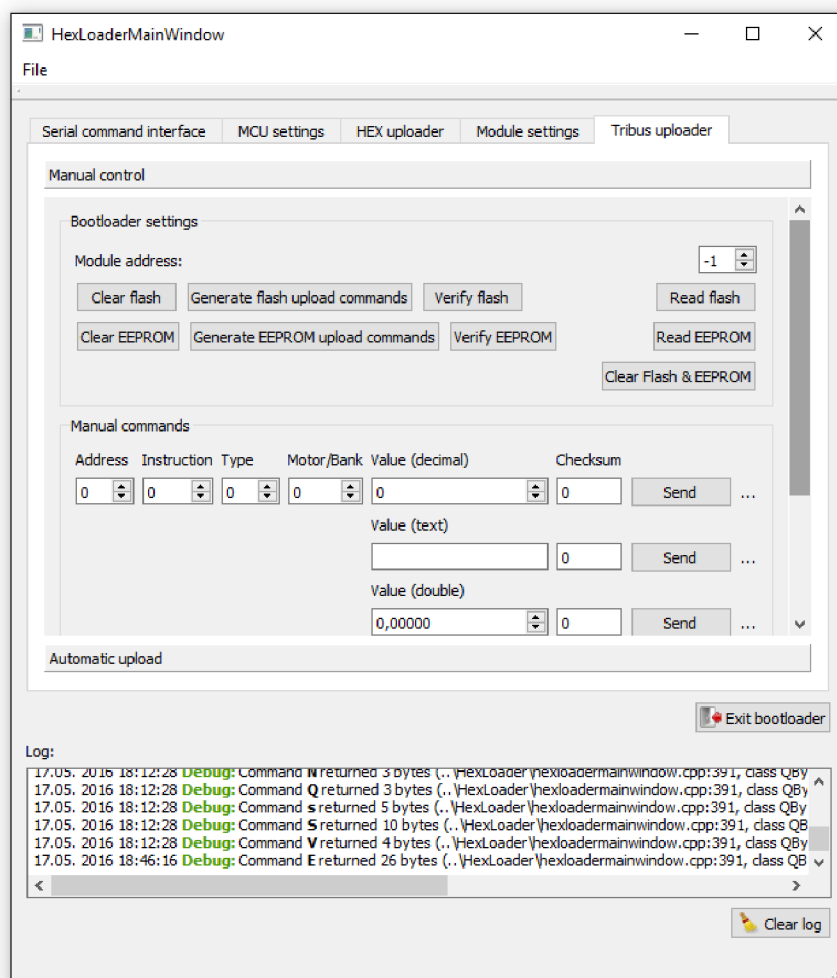 HexLoaderMainWindow
File
Serial command interface MCU settings HEX uploader Module settings Tribus uploader
Manual control
Bootloader settings
Module address: -1
Clear flash Generate flash upload commands Verify flash Read flash
Clear EEPROM Generate EEPROM upload commands Verify EEPROM Read EEPROM
Clear Flash & EEPROM
Manual commands
Address Instruction Type Motor/Bank Value (decimal) Checksum
0 0 0 0 0 0 Send ...
Value (text)
0 Send ...
Value (double)
0,00000 0 Send ...
Automatic upload
Exit bootloader
Log:
17.05. 2016 18:12:28 Debug: Command N returned 3 bytes (..\HexLoader\hexloadermainwindow.cpp:391, class QBy
17.05. 2016 18:12:28 Debug: Command Q returned 3 bytes (..\HexLoader\hexloadermainwindow.cpp:391, class QBy
17.05. 2016 18:12:28 Debug: Command s returned 5 bytes (..\HexLoader\hexloadermainwindow.cpp:391, class QBy
17.05. 2016 18:12:28 Debug: Command S returned 10 bytes (..\HexLoader\hexloadermainwindow.cpp:391, class QB
17.05. 2016 18:12:28 Debug: Command V returned 4 bytes (..\HexLoader\hexloadermainwindow.cpp:391, class QBy
17.05. 2016 18:46:16 Debug: Command E returned 26 bytes (..\HexLoader\hexloadermainwindow.cpp:391, class QB
Clear log